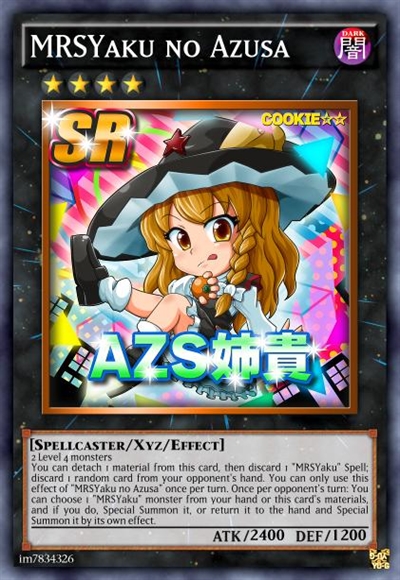 MRSYaku no Azusa
DARK
闇
SR
COOKIE☆☆
AZS姉貴
[Spellcaster/Xyz/Effect]
2 Level 4 monsters
You can detach 1 material from this card, then discard 1 "MRSYaku" Spell;
discard 1 random card from your opponent's hand. You can only use this
effect of "MRSYaku no Azusa" once per turn. Once per opponent's turn: You
can choose 1 "MRSYaku" monster from your hand or this card's materials,
and if you do, Special Summon it, or return it to the hand and Special
Summon it by its own effect.
ATK/2400 DEF/1200
im7834326